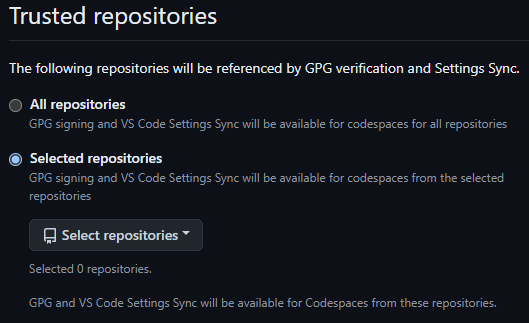 Trusted repositories
The following repositories will be referenced by GPG verification and Settings Sync.
All repositories
GPG signing and VS Code Settings Sync will be available for codespaces for all repositories
Selected repositories
GPG signing and VS Code Settings Sync will be available for codespaces from the selected
repositories
Select repositories
Selected 0 repositories.
GPG and VS Code Settings Sync will be available for Codespaces from these repositories.